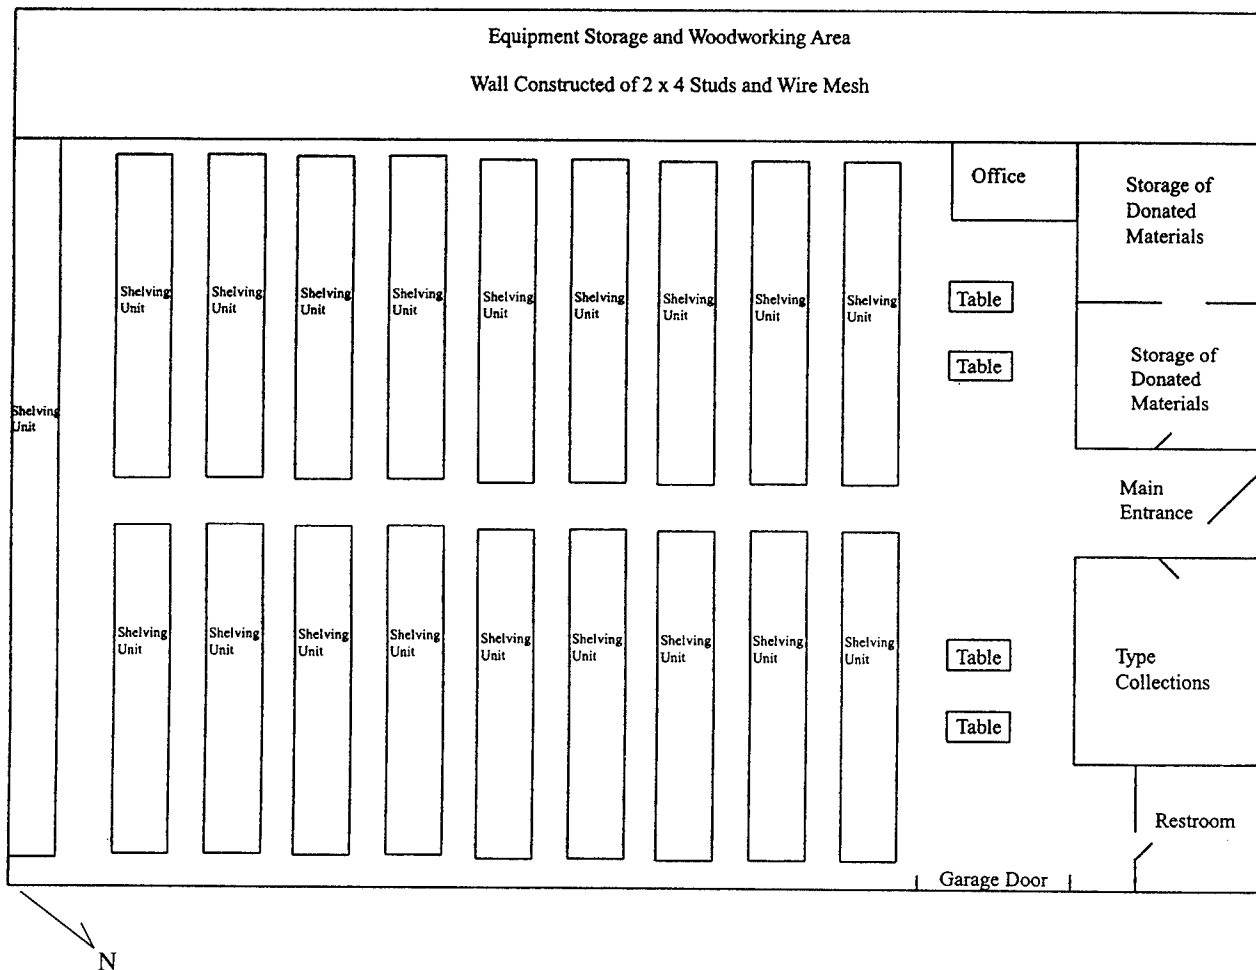 Equipment Storage and Woodworking Area
Wall Constructed of 2 x 4 Studs and Wire Mesh
Office
Storage of
Donated
Materials
Shelving
Unit
Shelving
Unit
Shelving
Unit
Shelving
Unit
Shelving
Unit
Shelving
Unit
Shelving
Unit
Shelving
Unit
Shelving
Unit
Table
Table
Storage of
Donated
Materials
Shelving
Unit
Main
Entrance
Shelving
Unit
Shelving
Unit
Shelving
Unit
Shelving
Unit
Shelving
Unit
Shelving
Unit
Shelving
Unit
Shelving
Unit
Shelving
Unit
Table
Table
Type
Collections
Restroom
Garage Door
N